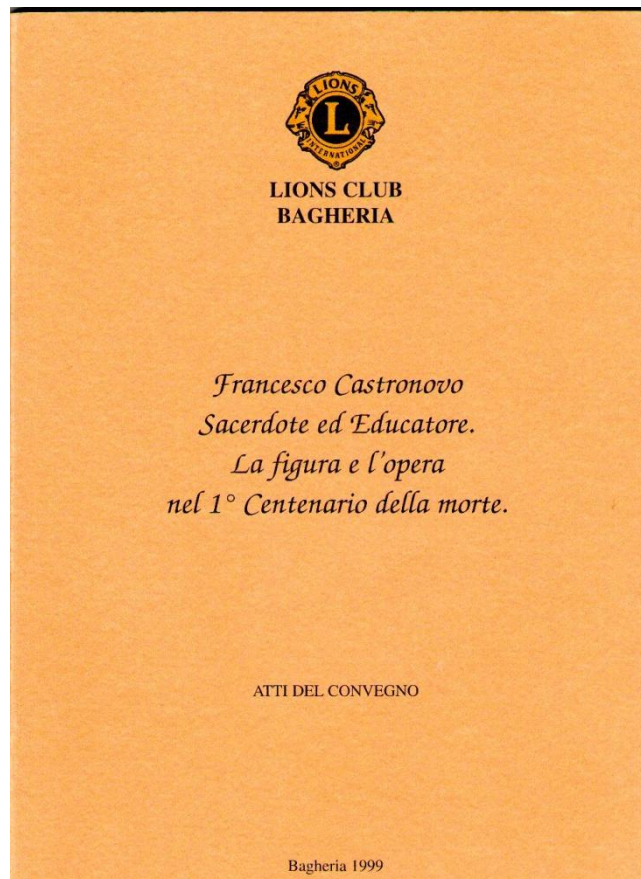 LIONS
L
INTERNATIONAL
®
LIONS CLUB
BAGHERIA
Francesco Castronovo
Sacerdote ed Educatore.
La figura e l'opera
nel 1° Centenario della morte.
ATTI DEL CONVEGNO
Bagheria 1999